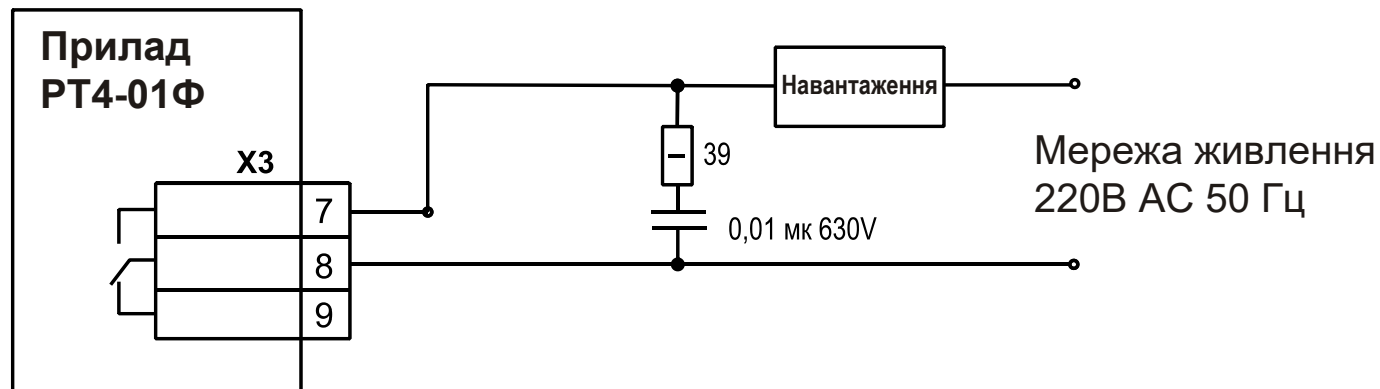 Прилад
РТ4-01Ф
Х3
7
8
9
Навантаження
39
0,01 мк 630V
Мережа живлення
220В АС 50 Гц